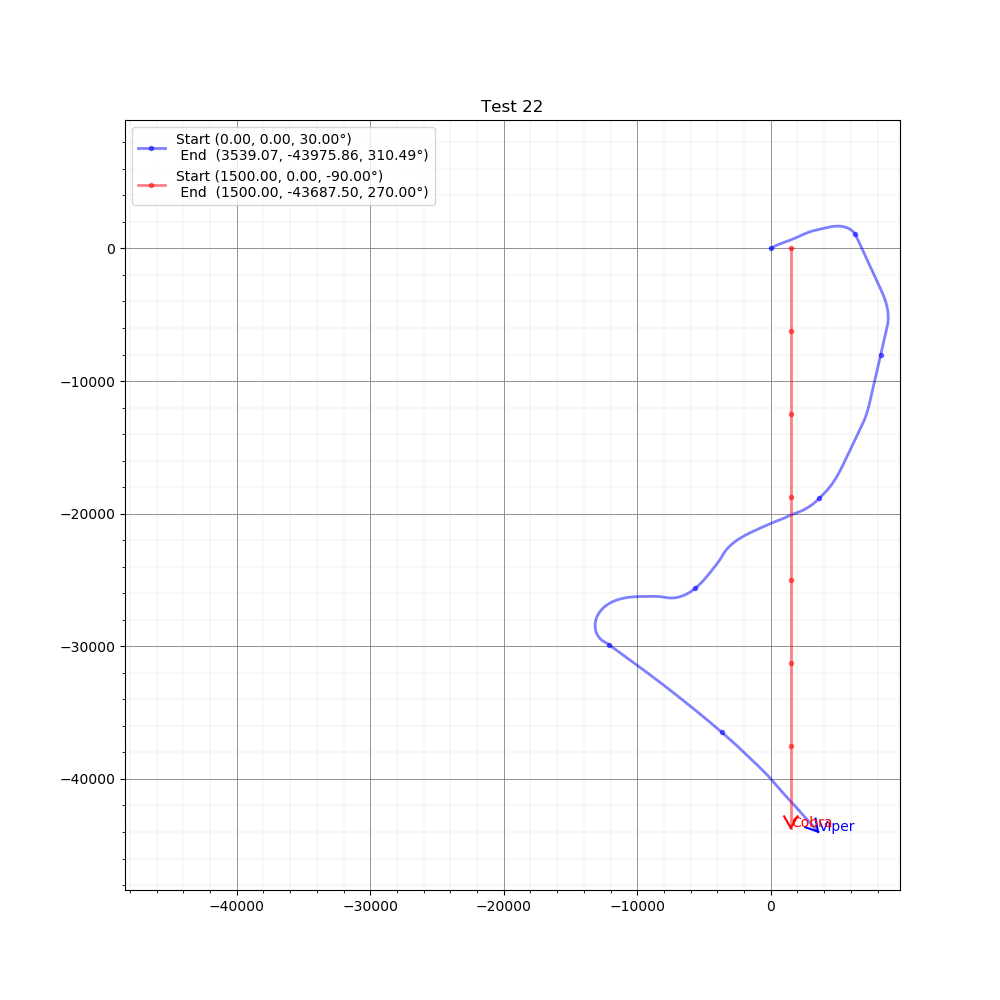 Test 22
Start (0.00, 0.00, 30.00°)
End (3539.07, -43975.86, 310.49°)
Start (1500.00, 0.00, -90.00°)
End (1500.00, -43687.50, 270.00°)
0
−10000
−20000
−30000
−40000
Cobra
Viper
−40000
−30000
−20000
−10000
0